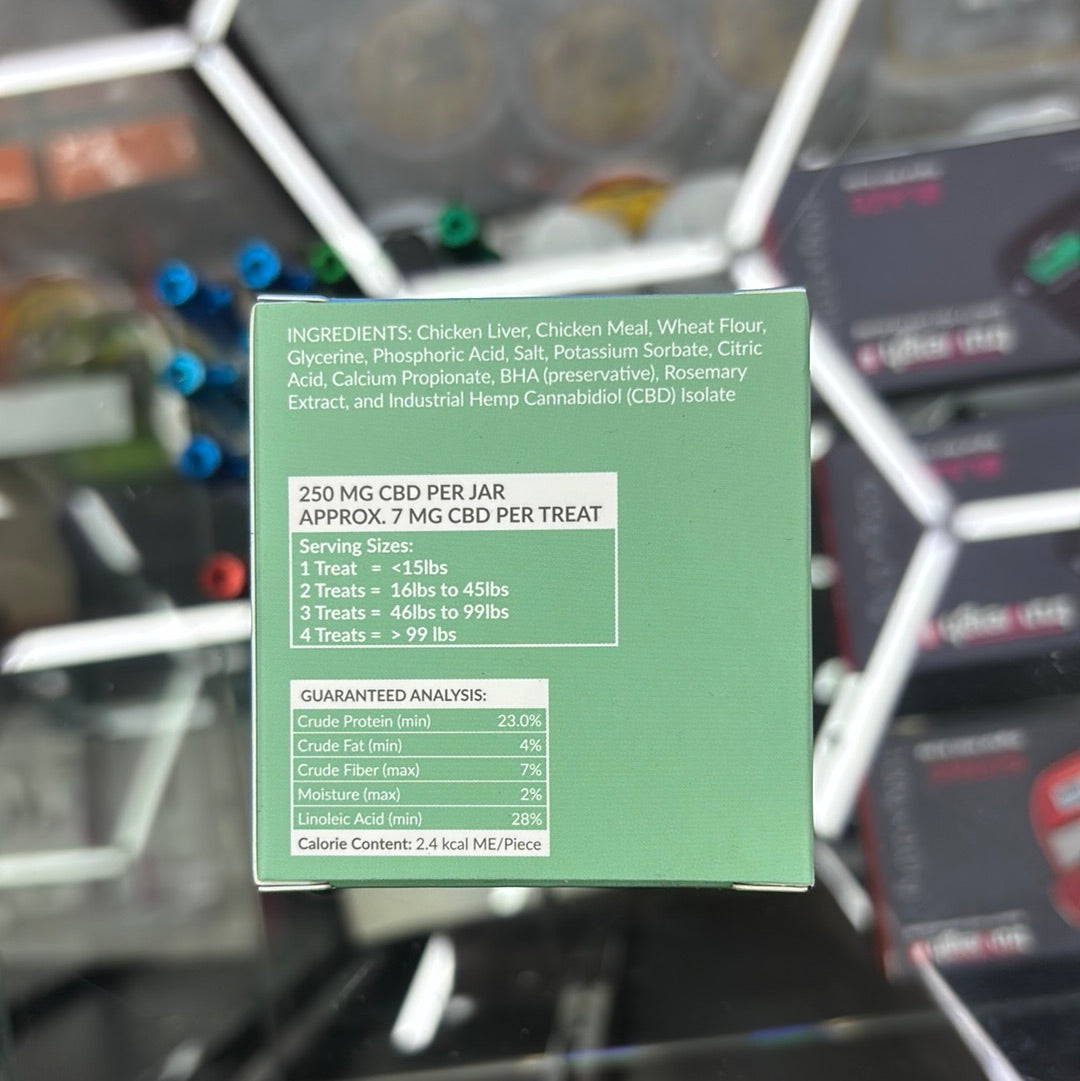 INGREDIENTS: Chicken Liver, Chicken Meal, Wheat Flour,
Glycerine, Phosphoric Acid, Salt, Potassium Sorbate, Citric
Acid, Calcium Propionate, BHA (preservative), Rosemary
Extract, and Industrial Hemp Cannabidiol (CBD) Isolate
250 MG CBD PER JAR
APPROX. 7 MG CBD PER TREAT
Serving Sizes:
1 Treat = <15lbs
2 Treats = 16lbs to 45lbs
3 Treats = 46lbs to 99lbs
4 Treats = > 99 lbs
GUARANTEED ANALYSIS:
Crude Protein (min) 23.0%
Crude Fat (min) 4%
Crude Fiber (max) 7%
Moisture (max) 2%
Linoleic Acid (min) 28%
Calorie Content: 2.4 kcal ME/Piece